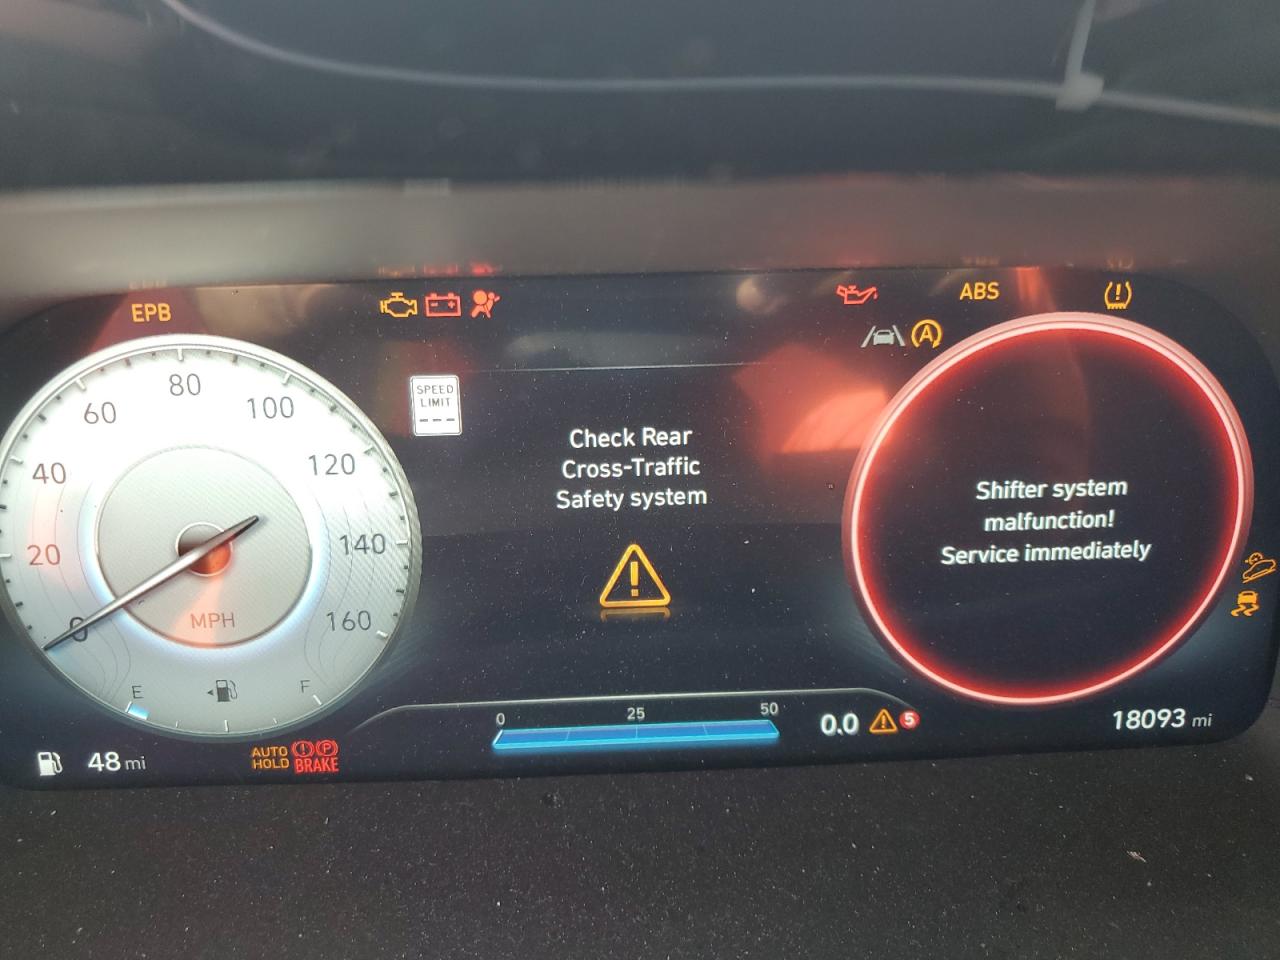 EPB
ABS
SPEED
LIMIT
---
80
60
100
40
120
20
140
0
160
MPH
E
F
Check Rear
Cross-Traffic
Safety system
Shifter system
malfunction!
Service immediately
0
25
50
0.0
5
18093 mi
48 mi
AUTO
HOLD
P
BRAKE
A